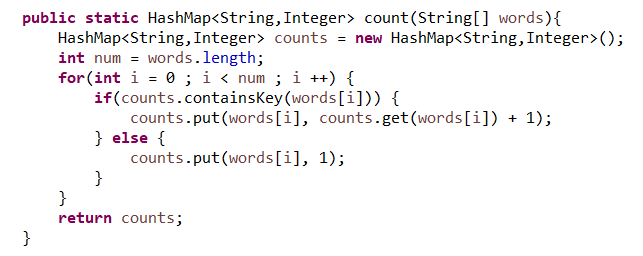 public static HashMap<String,Integer> count(String[] words){
    HashMap<String,Integer> counts = new HashMap<String,Integer>();
    int num = words.length;
    for(int i = 0 ; i < num ; i ++) {
        if(counts.containsKey(words[i])) {
            counts.put(words[i], counts.get(words[i]) + 1);
        } else {
            counts.put(words[i], 1);
        }
    }
    return counts;
}